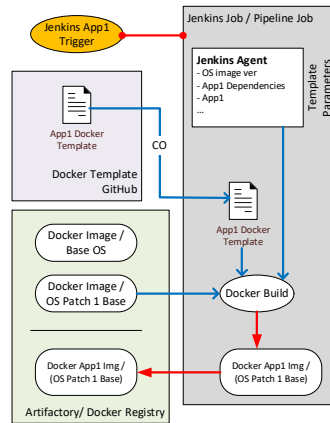 Jenkins App1
Trigger
Jenkins Job / Pipeline Job
Jenkins Agent
- OS image ver
- App1 Dependencies
- App1
...
Template
Parameters
App1 Docker
Template
CO
Docker Template
GitHub
App1 Docker
Template
Docker Image /
Base OS
Docker Image /
OS Patch 1 Base
Docker Build
Docker App1 Img /
(OS Patch 1 Base)
Docker App1 Img /
(OS Patch 1 Base)
Artifactory/ Docker Registry